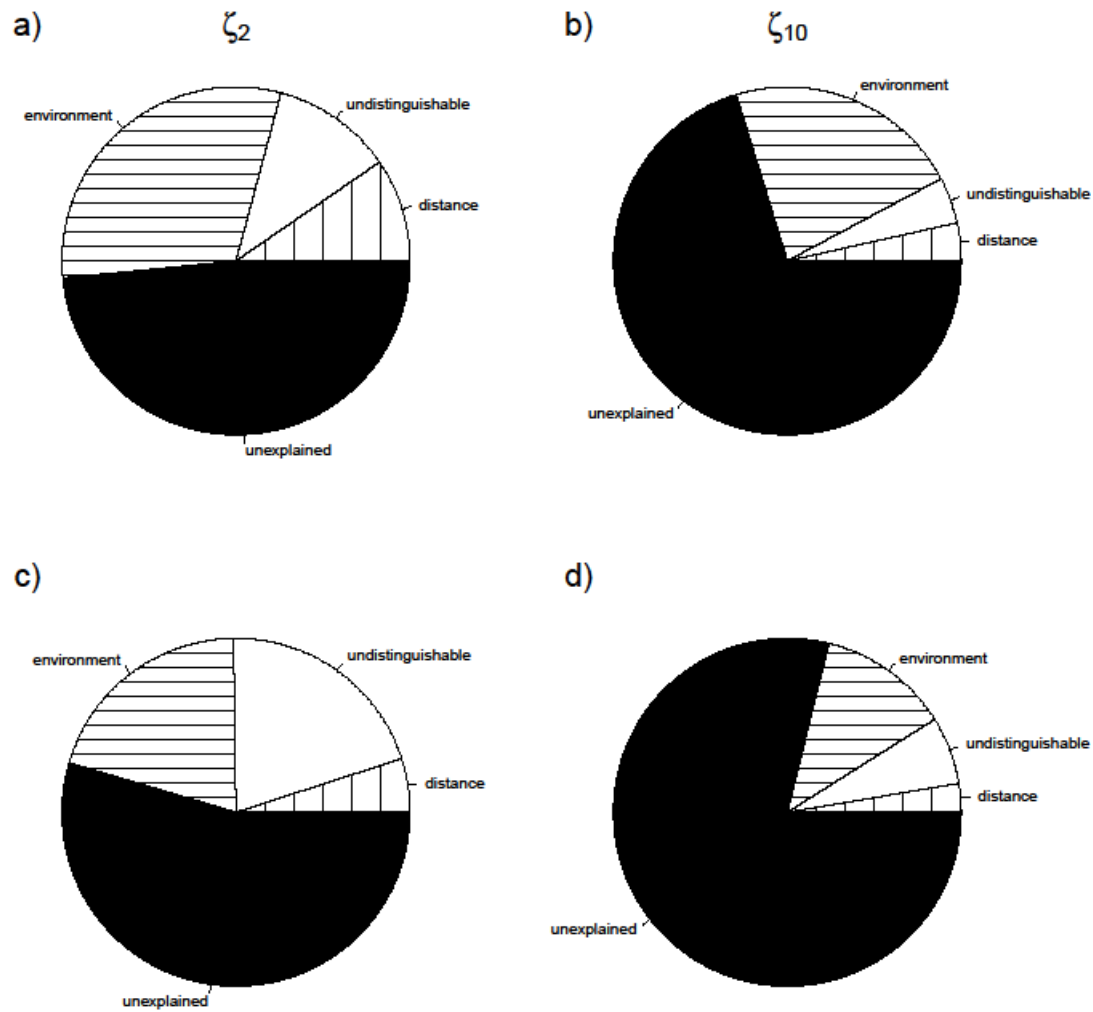 a) ζ2
b) ζ10
environment
undistinguishable
distance
unexplained
environment
undistinguishable
distance
unexplained
c)
d)
environment
undistinguishable
distance
unexplained
environment
undistinguishable
distance
unexplained